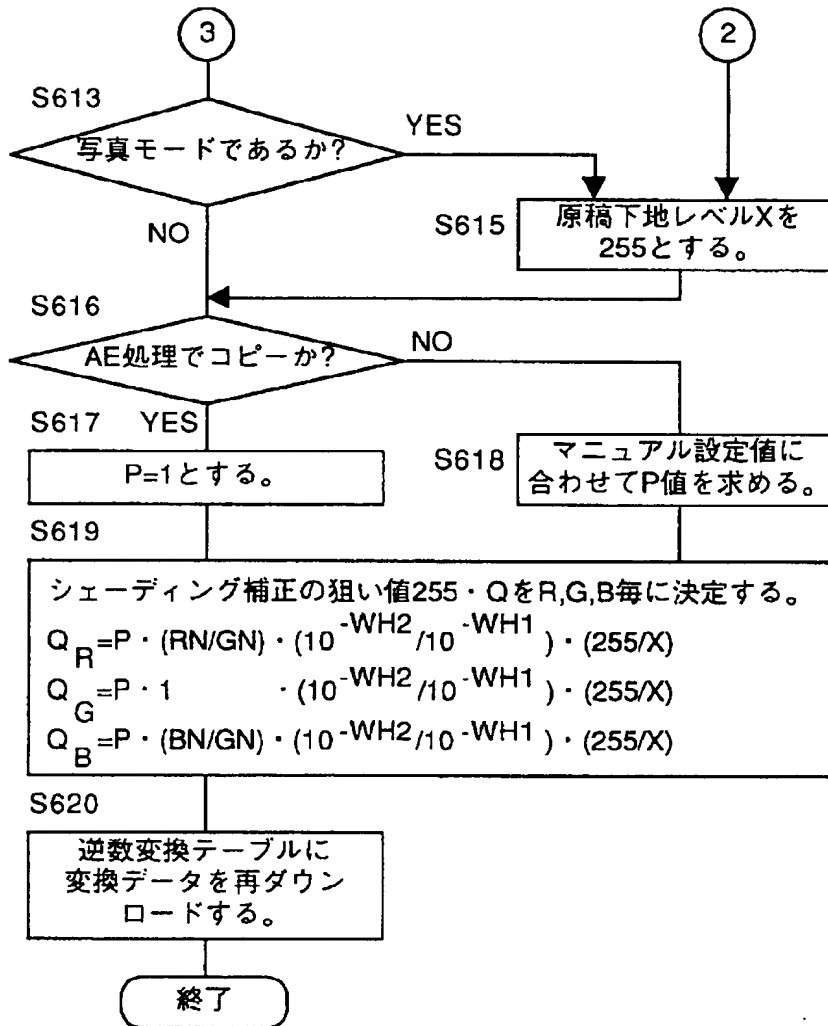 3
2
S613
写真モードであるか?
YES
NO
S615
原稿下地レベルXを
255とする。
S616
AE処理でコピーか?
NO
S617
YES
P=1とする。
S618
マニュアル設定値に
合わせてP値を求める。
S619
シェーディング補正の狙い値255・QをR,G,B毎に決定する。
Q_R=P・(RN/GN)・(10^-WH2/10^-WH1)・(255/X)
Q_G=P・1 ・(10^-WH2/10^-WH1)・(255/X)
Q_B=P・(BN/GN)・(10^-WH2/10^-WH1)・(255/X)
S620
逆数変換テーブルに
変換データを再ダウン
ロードする。
終了